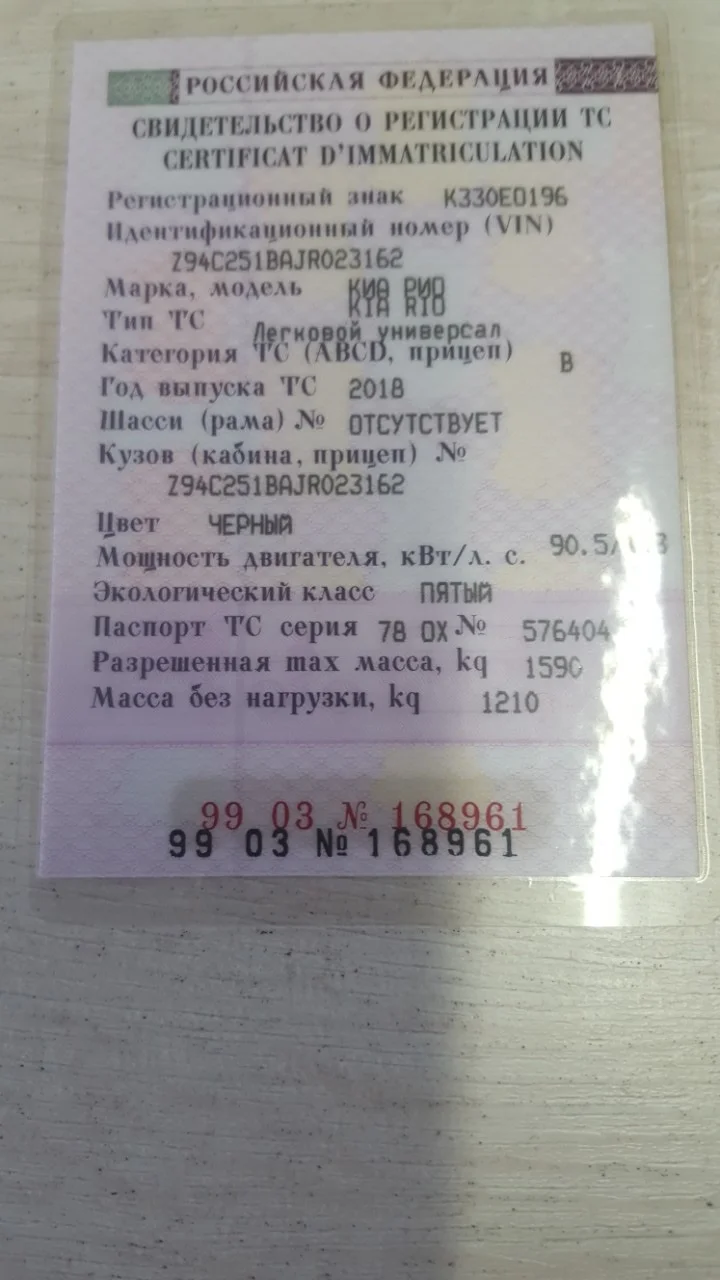 РОССИЙСКАЯ ФЕДЕРАЦИЯ
СВИДЕТЕЛЬСТВО О РЕГИСТРАЦИИ ТС
CERTIFICAT D'IMMATRICULATION
Регистрационный знак К330ЕО196
Идентификационный номер (VIN)
Z94C251BAJR023162
Марка, модель КИА РИО
KIA RIO
Тип ТС Легковой универсал
Категория ТС (ABCD, прицеп) B
Год выпуска ТС 2018
Шасси (рама) № ОТСУТСТВУЕТ
Кузов (кабина, прицеп) №
Z94C251BAJR023162
Цвет ЧЕРНЫЙ
Мощность двигателя, кВт/л. с. 90.5/
Экологический класс ПЯТЫЙ
Паспорт ТС серия 78 ОХ № 576404
Разрешенная max масса, kg 1590
Масса без нагрузки, kg 1210
99 03 № 168961
99 03 № 168961